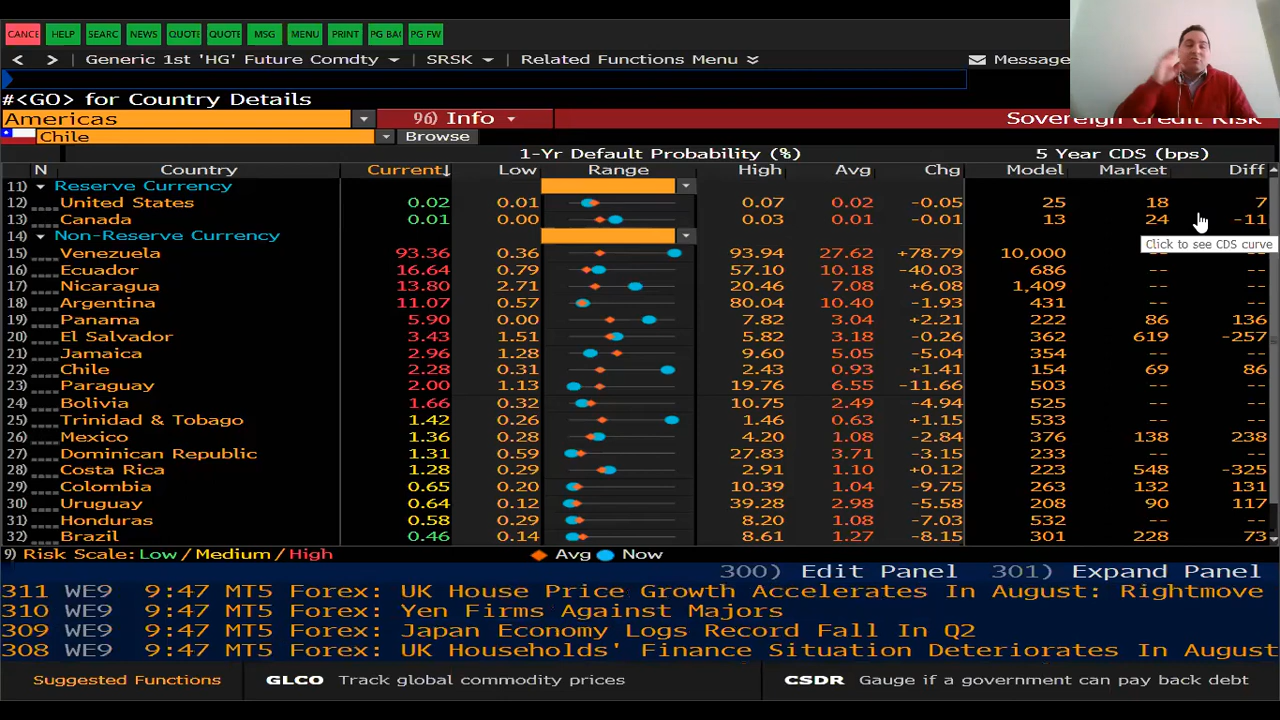 CANCE HELP SEARC NEWS QUOTE QUOTE MSG MENU PRINT PG BAC PG FW
< > Generic 1st 'HG' Future Comdty SRSK Related Functions Menu Message
#<GO> for Country Details
Americas 96) Info Sovereign Credit Risk
Chile Browse
1-Yr Default Probability (%) 5 Year CDS (bps)
N Country Current↓ Low Range High Avg Chg Model Market Diff
11) Reserve Currency
12) United States 0.02 0.01 0.07 0.02 -0.05 25 18 7
13) Canada 0.01 0.00 0.03 0.01 -0.01 13 24 -11
14) Non-Reserve Currency
Click to see CDS curve
15) Venezuela 93.36 0.36 93.94 27.62 +78.79 10,000 -- --
16) Ecuador 16.64 0.79 57.10 10.18 -40.03 686 -- --
17) Nicaragua 13.80 2.71 20.46 7.08 +6.08 1,409 -- --
18) Argentina 11.07 0.57 80.04 10.40 -1.93 431 -- --
19) Panama 5.90 0.00 7.82 3.04 +2.21 222 86 136
20) El Salvador 3.43 1.51 5.82 3.18 -0.26 362 619 -257
21) Jamaica 2.96 1.28 9.60 5.05 -5.04 354 -- --
22) Chile 2.28 0.31 2.43 0.93 +1.41 154 69 86
23) Paraguay 2.00 1.13 19.76 6.55 -11.66 503 -- --
24) Bolivia 1.66 0.32 10.75 2.49 -4.94 525 -- --
25) Trinidad & Tobago 1.42 0.26 1.46 0.63 +1.15 533 -- --
26) Mexico 1.36 0.28 4.20 1.08 -2.84 376 138 238
27) Dominican Republic 1.31 0.59 27.83 3.71 -3.15 233 -- --
28) Costa Rica 1.28 0.29 2.91 1.10 +0.12 223 548 -325
29) Colombia 0.65 0.20 10.39 1.04 -9.75 263 132 131
30) Uruguay 0.64 0.12 39.28 2.98 -5.58 208 90 117
31) Honduras 0.58 0.29 8.20 1.08 -7.03 532 -- --
32) Brazil 0.46 0.14 8.61 1.27 -8.15 301 228 73
9) Risk Scale: Low / Medium / High Avg Now
300) Edit Panel 301) Expand Panel
311 WE9 9:47 MT5 Forex: UK House Price Growth Accelerates In August: Rightmove
310 WE9 9:47 MT5 Forex: Yen Firms Against Majors
309 WE9 9:47 MT5 Forex: Japan Economy Logs Record Fall In Q2
308 WE9 9:47 MT5 Forex: UK Households' Finance Situation Deteriorates In August
Suggested Functions GLCO Track global commodity prices CSDR Gauge if a government can pay back debt